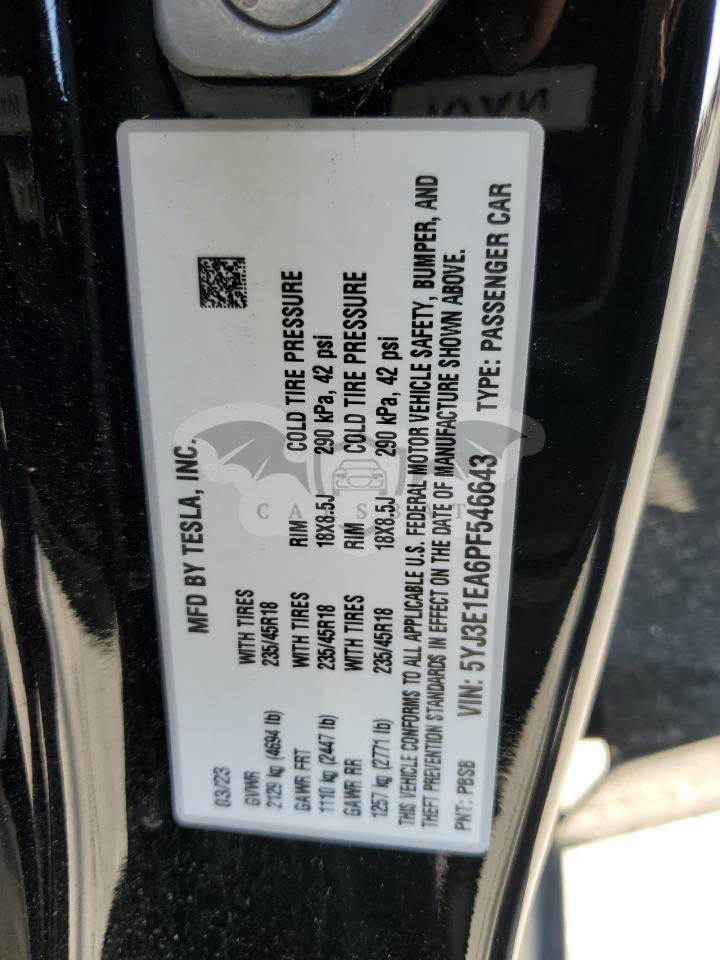 MFD BY TESLA, INC.
03/23
GVWR WITH TIRES RIM COLD TIRE PRESSURE
2129 kg (4694 lb) 235/45R18 18X8.5J 290 kPa, 42 psi
GAWR FRT WITH TIRES RIM COLD TIRE PRESSURE
1110 kg (2447 lb) 235/45R18 18X8.5J 290 kPa, 42 psi
GAWR RR WITH TIRES
1257 kg (2771 lb) 235/45R18
THIS VEHICLE CONFORMS TO ALL APPLICABLE U.S. FEDERAL MOTOR VEHICLE SAFETY, BUMPER, AND
THEFT PREVENTION STANDARDS IN EFFECT ON THE DATE OF MANUFACTURE SHOWN ABOVE.
PNT: PBSB VIN: 5YJ3E1EA6PF546643 TYPE: PASSENGER CAR